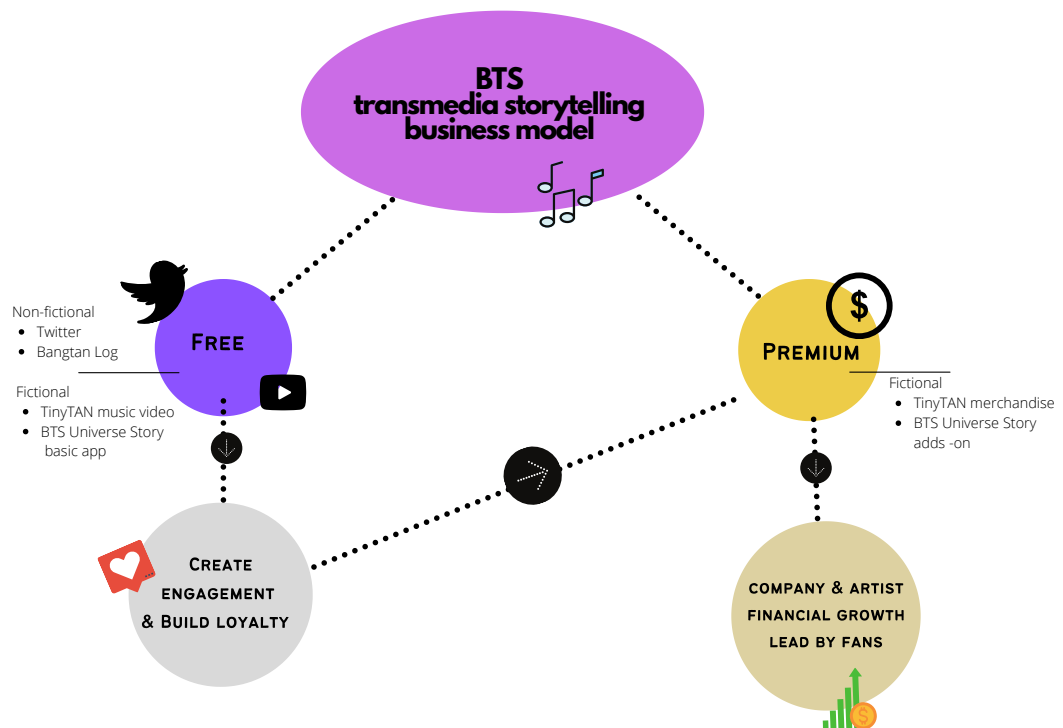 BTS
transmedia storytelling
business model
Free
Non-fictional
Twitter
Bangtan Log
Fictional
TinyTAN music video
BTS Universe Story
basic app
$
Premium
Fictional
TinyTAN merchandise
BTS Universe Story
adds -on
Create
engagement
& Build loyalty
company & artist
financial growth
lead by fans
$